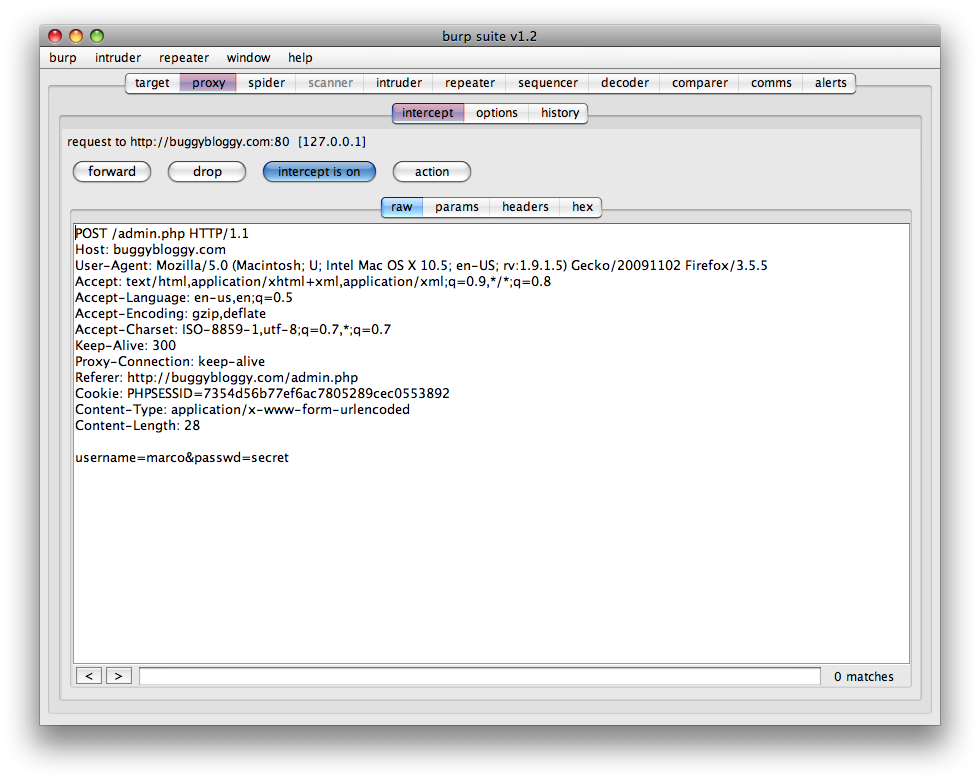 burp suite v1.2
burp intruder repeater window help
target proxy spider scanner intruder repeater sequencer decoder comparer comms alerts
intercept options history
request to http://buggybloggy.com:80 [127.0.0.1]
forward drop intercept is on action
raw params headers hex
POST /admin.php HTTP/1.1
Host: buggybloggy.com
User-Agent: Mozilla/5.0 (Macintosh; U; Intel Mac OS X 10.5; en-US; rv:1.9.1.5) Gecko/20091102 Firefox/3.5.5
Accept: text/html,application/xhtml+xml,application/xml;q=0.9,*/*;q=0.8
Accept-Language: en-us,en;q=0.5
Accept-Encoding: gzip,deflate
Accept-Charset: ISO-8859-1,utf-8;q=0.7,*;q=0.7
Keep-Alive: 300
Proxy-Connection: keep-alive
Referer: http://buggybloggy.com/admin.php
Cookie: PHPSESSID=7354d56b77ef6ac7805289cec0553892
Content-Type: application/x-www-form-urlencoded
Content-Length: 28
username=marco&passwd=secret
< > 0 matches